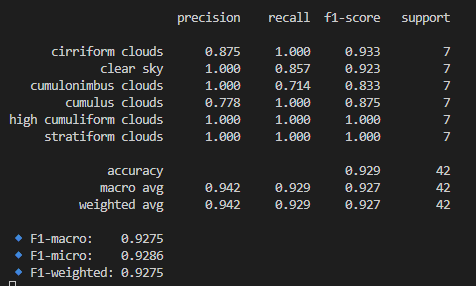 precision recall f1-score support
cirriform clouds 0.875 1.000 0.933 7
clear sky 1.000 0.857 0.923 7
cumulonimbus clouds 1.000 0.714 0.833 7
cumulus clouds 0.778 1.000 0.875 7
high cumuliform clouds 1.000 1.000 1.000 7
stratiform clouds 1.000 1.000 1.000 7
accuracy 0.929 42
macro avg 0.942 0.929 0.927 42
weighted avg 0.942 0.929 0.927 42
🔹 F1-macro: 0.9275
🔹 F1-micro: 0.9286
🔹 F1-weighted: 0.9275